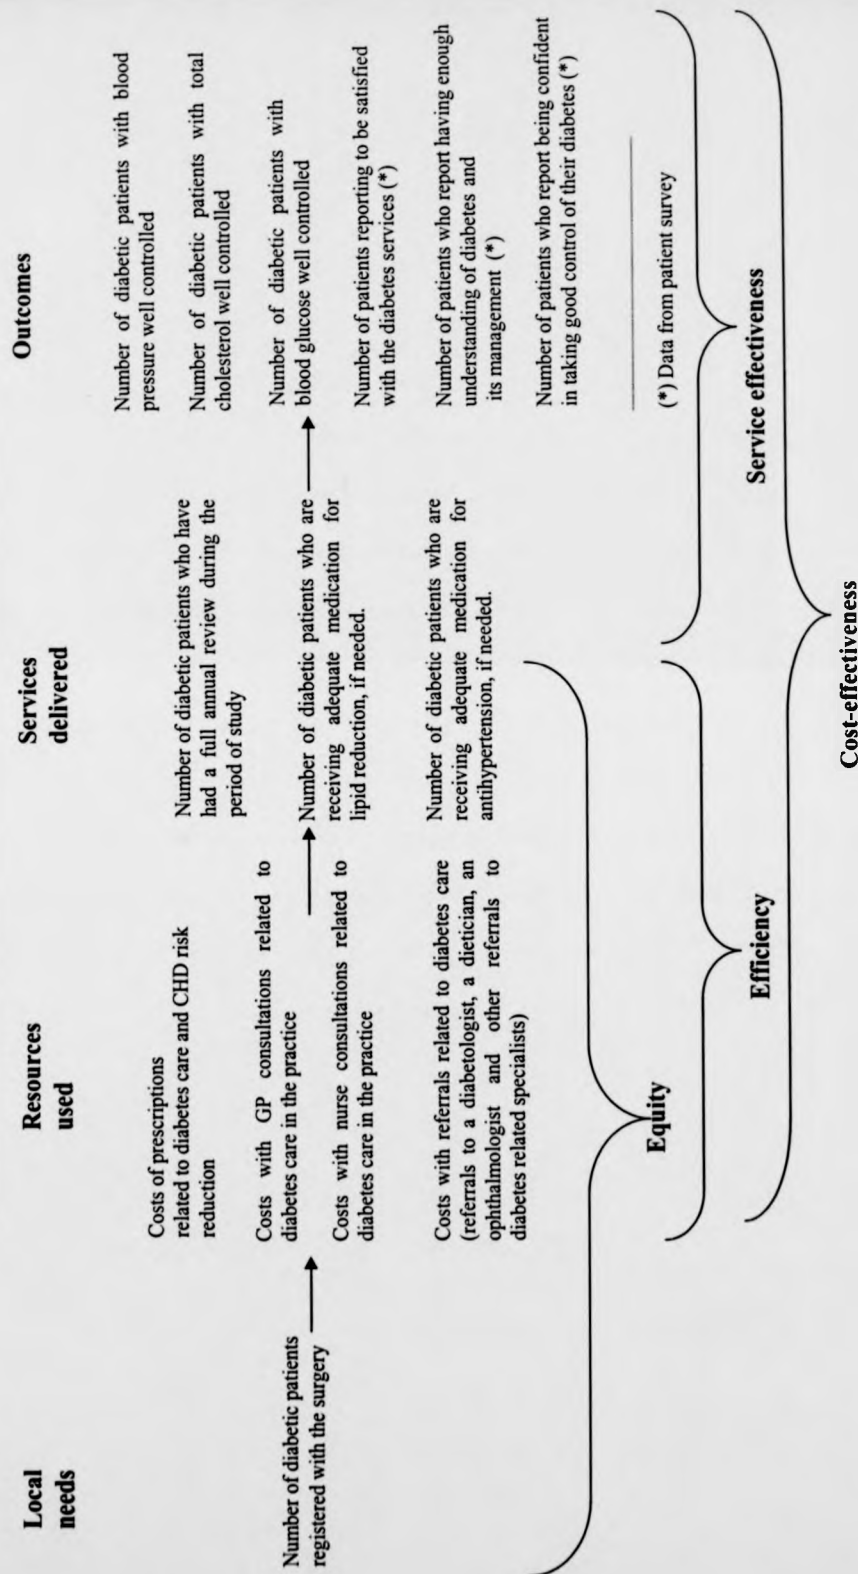 Local
needs
Number of diabetic patients
registered with the surgery
Resources
used
Costs of prescriptions
related to diabetes care and CHD risk
reduction
Costs with GP consultations related to
diabetes care in the practice
Costs with nurse consultations related to
diabetes care in the practice
Costs with referrals related to diabetes care
(referrals to a diabetologist, a dietician, an
ophthalmologist and other referrals to
diabetes related specialists)
Services
delivered
Number of diabetic patients who have
had a full annual review during the
period of study
Number of diabetic patients who are
receiving adequate medication for
lipid reduction, if needed.
Number of diabetic patients who are
receiving adequate medication for
antihypertension, if needed.
Outcomes
Number of diabetic patients with blood
pressure well controlled
Number of diabetic patients with total
cholesterol well controlled
Number of diabetic patients with
blood glucose well controlled
Number of patients reporting to be satisfied
with the diabetes services (*)
Number of patients who report having enough
understanding of diabetes and
its management (*)
Number of patients who report being confident
in taking good control of their diabetes (*)
(*) Data from patient survey
Equity
Efficiency
Service effectiveness
Cost-effectiveness